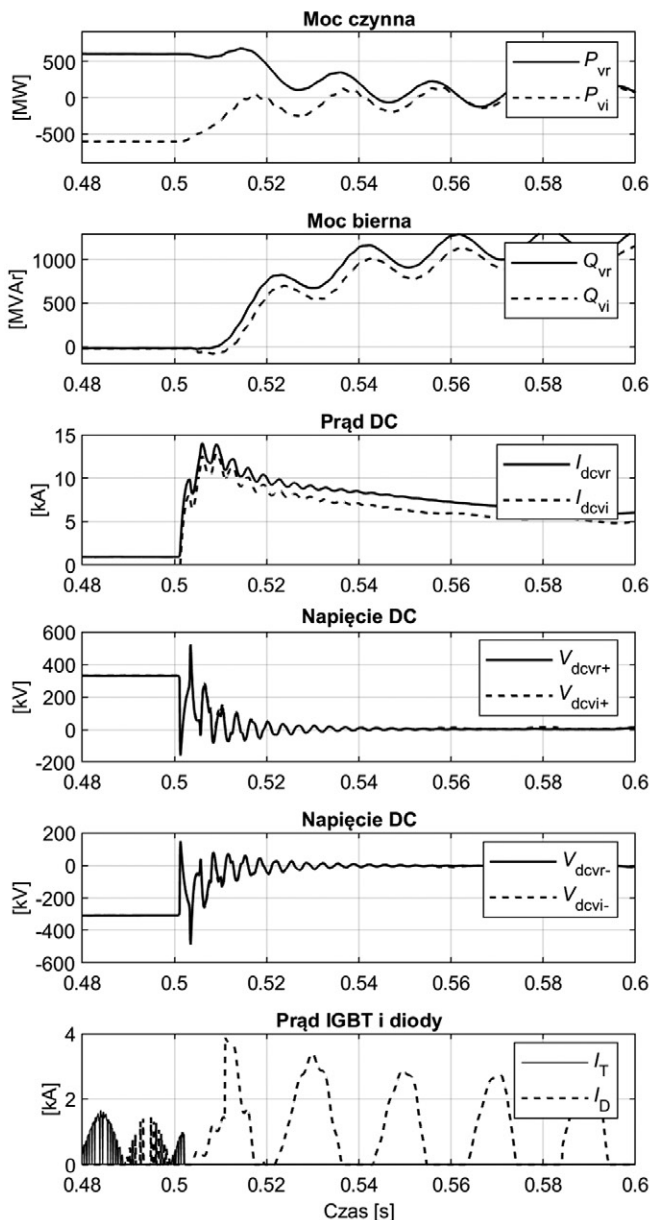 Moc czynna
[MW]
500
0
-500
P_vr
P_vi
0.48 0.5 0.52 0.54 0.56 0.58 0.6
Moc bierna
[MVAr]
1000
500
0
Q_vr
Q_vi
0.48 0.5 0.52 0.54 0.56 0.58 0.6
Prąd DC
[kA]
15
10
5
0
I_dcvr
I_dcvi
0.48 0.5 0.52 0.54 0.56 0.58 0.6
Napięcie DC
[kV]
600
400
200
0
-200
V_dcvr+
V_dcvi+
0.48 0.5 0.52 0.54 0.56 0.58 0.6
Napięcie DC
[kV]
200
0
-200
-400
-600
V_dcvr-
V_dcvi-
0.48 0.5 0.52 0.54 0.56 0.58 0.6
Prąd IGBT i diody
[kA]
4
2
0
I_T
I_D
0.48 0.5 0.52 0.54 0.56 0.58 0.6
Czas [s]